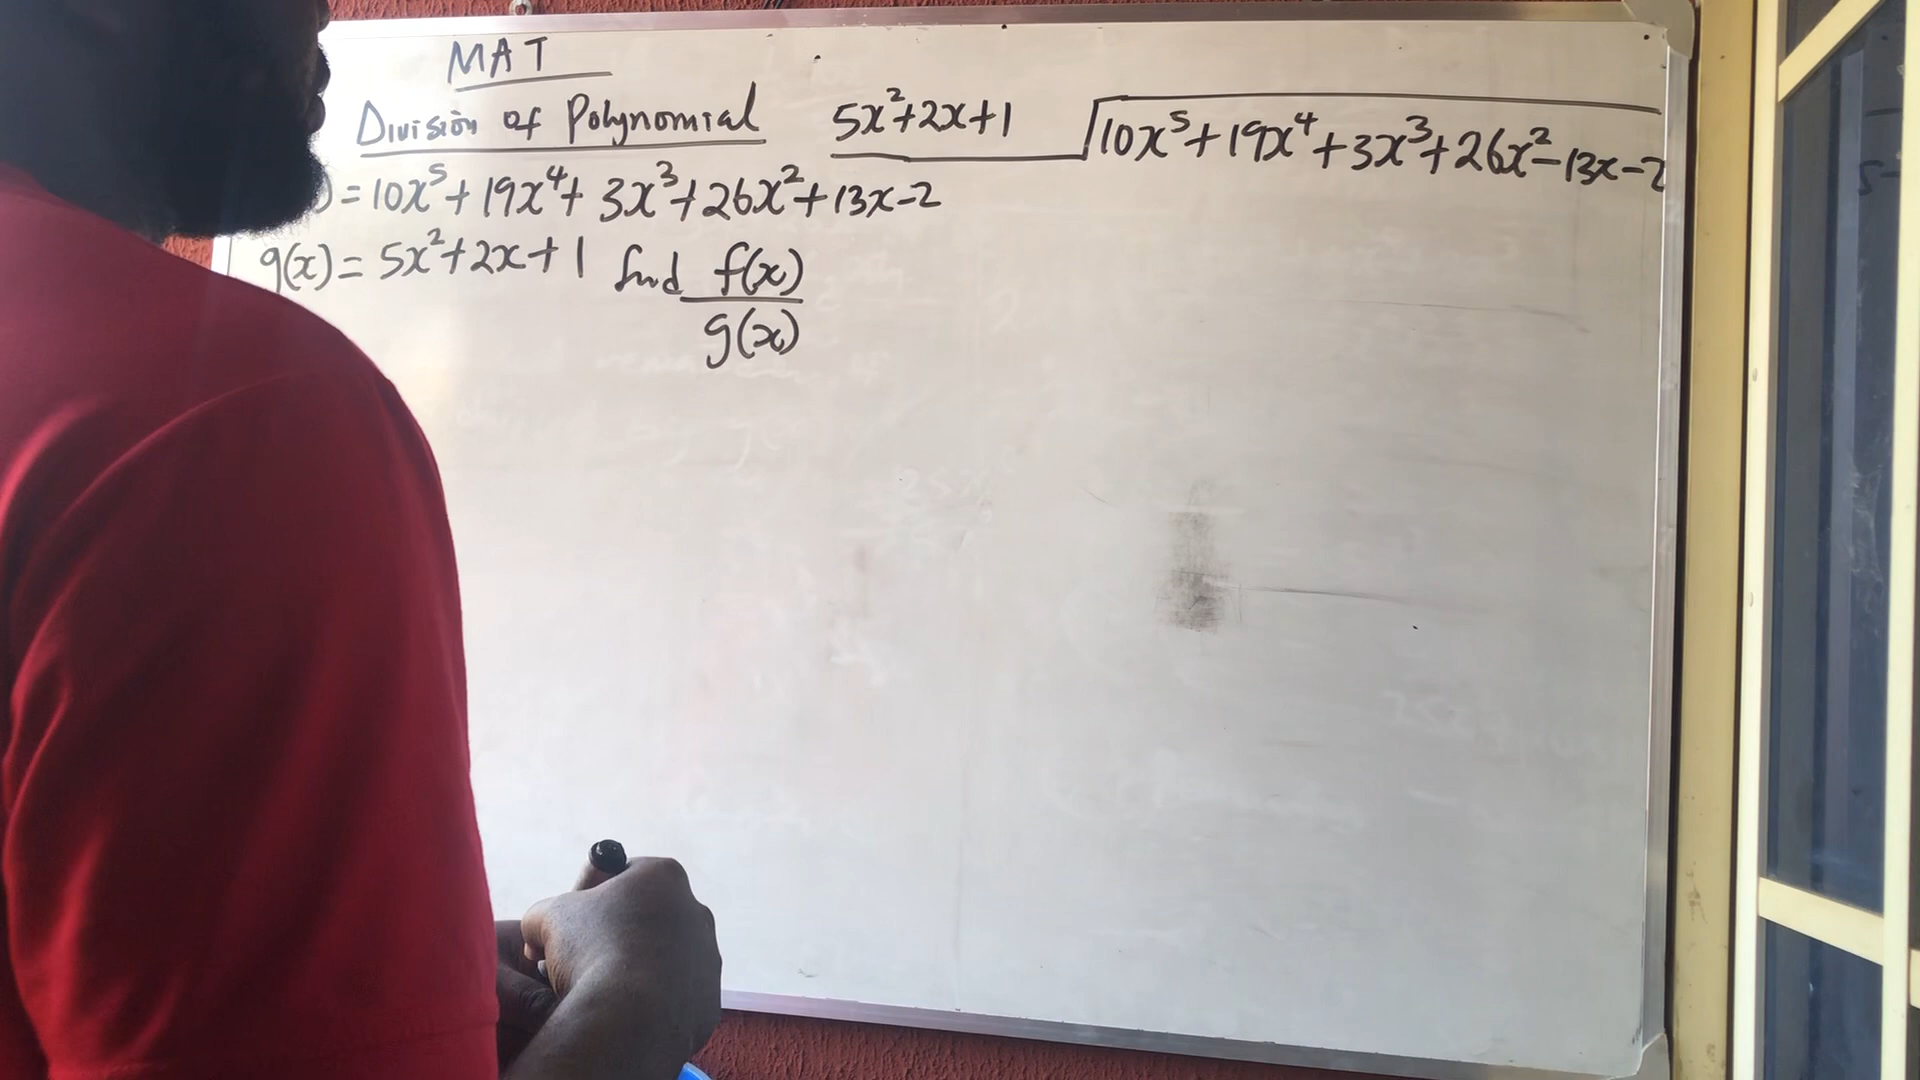 MAT
Division of Polynomial
) = 10x⁵ + 19x⁴ + 3x³ + 26x² + 13x - 2
g(x) = 5x² + 2x + 1 find f(x)
g(x)
5x² + 2x + 1 10x⁵ + 19x⁴ + 3x³ + 26x² - 13x - 2